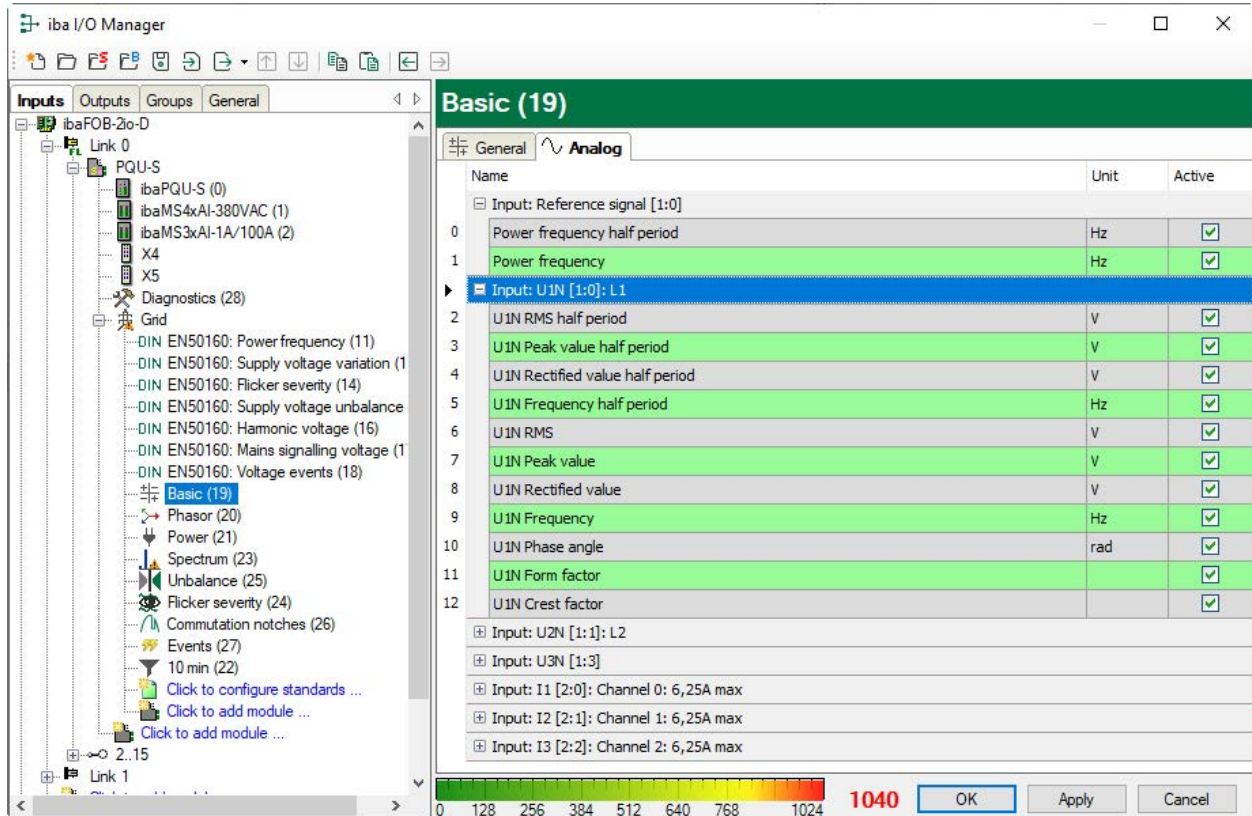 iba I/O Manager
Inputs Outputs Groups General
ibaFOB-2io-D
Link 0
PQU-S
ibaPQU-S (0)
ibaMS4xAI-380VAC (1)
ibaMS3xAI-1A/100A (2)
X4
X5
Diagnostics (28)
Grid
DIN EN50160: Power frequency (11)
DIN EN50160: Supply voltage variation (1
DIN EN50160: Flicker severity (14)
DIN EN50160: Supply voltage unbalance
DIN EN50160: Harmonic voltage (16)
DIN EN50160: Mains signalling voltage (1
DIN EN50160: Voltage events (18)
Basic (19)
Phasor (20)
Power (21)
Spectrum (23)
Unbalance (25)
Flicker severity (24)
Commutation notches (26)
Events (27)
10 min (22)
Click to configure standards ...
Click to add module ...
Click to add module ...
2..15
Link 1
Basic (19)
General Analog
Name Unit Active
Input: Reference signal [1:0]
0 Power frequency half period Hz
1 Power frequency Hz
Input: U1N [1:0]: L1
2 U1N RMS half period V
3 U1N Peak value half period V
4 U1N Rectified value half period V
5 U1N Frequency half period Hz
6 U1N RMS V
7 U1N Peak value V
8 U1N Rectified value V
9 U1N Frequency Hz
10 U1N Phase angle rad
11 U1N Form factor
12 U1N Crest factor
Input: U2N [1:1]: L2
Input: U3N [1:3]
Input: I1 [2:0]: Channel 0: 6,25A max
Input: I2 [2:1]: Channel 1: 6,25A max
Input: I3 [2:2]: Channel 2: 6,25A max
0 128 256 384 512 640 768 1024 1040 OK Apply Cancel